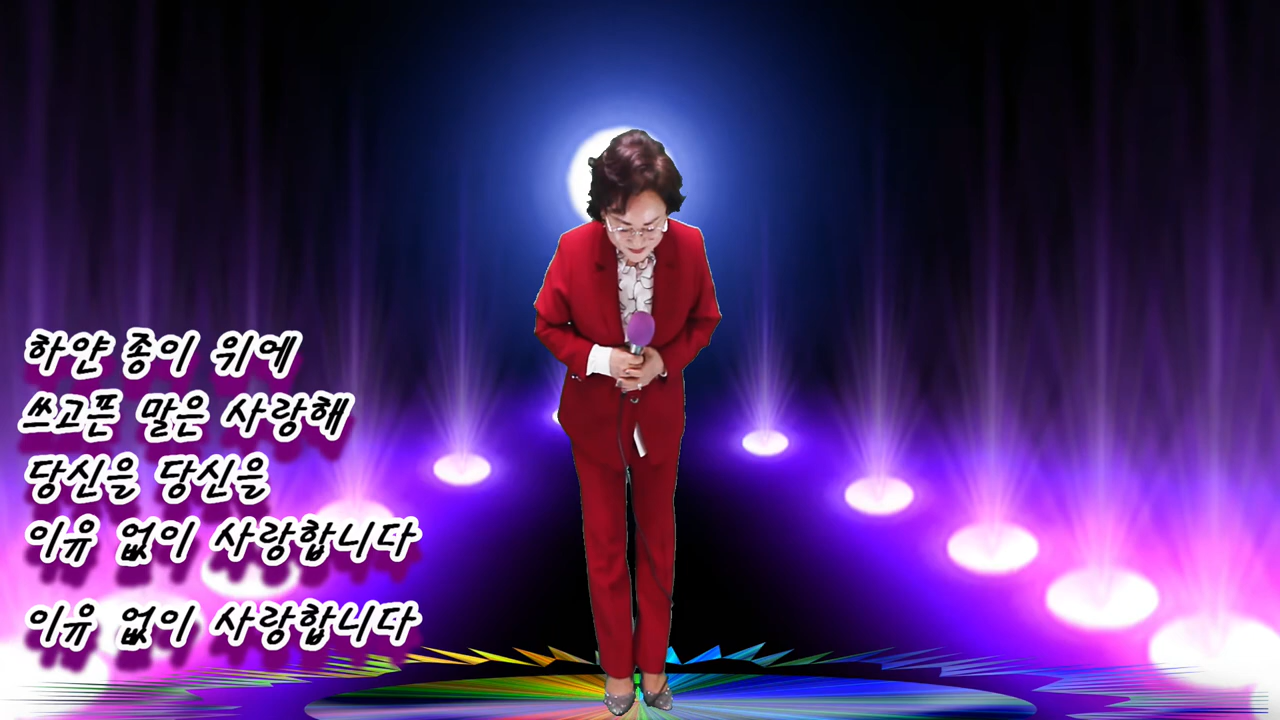 하얀 종이 위에
쓰고픈 말은 사랑해
당신을 당신을
이유 없이 사랑합니다
이유 없이 사랑합니다